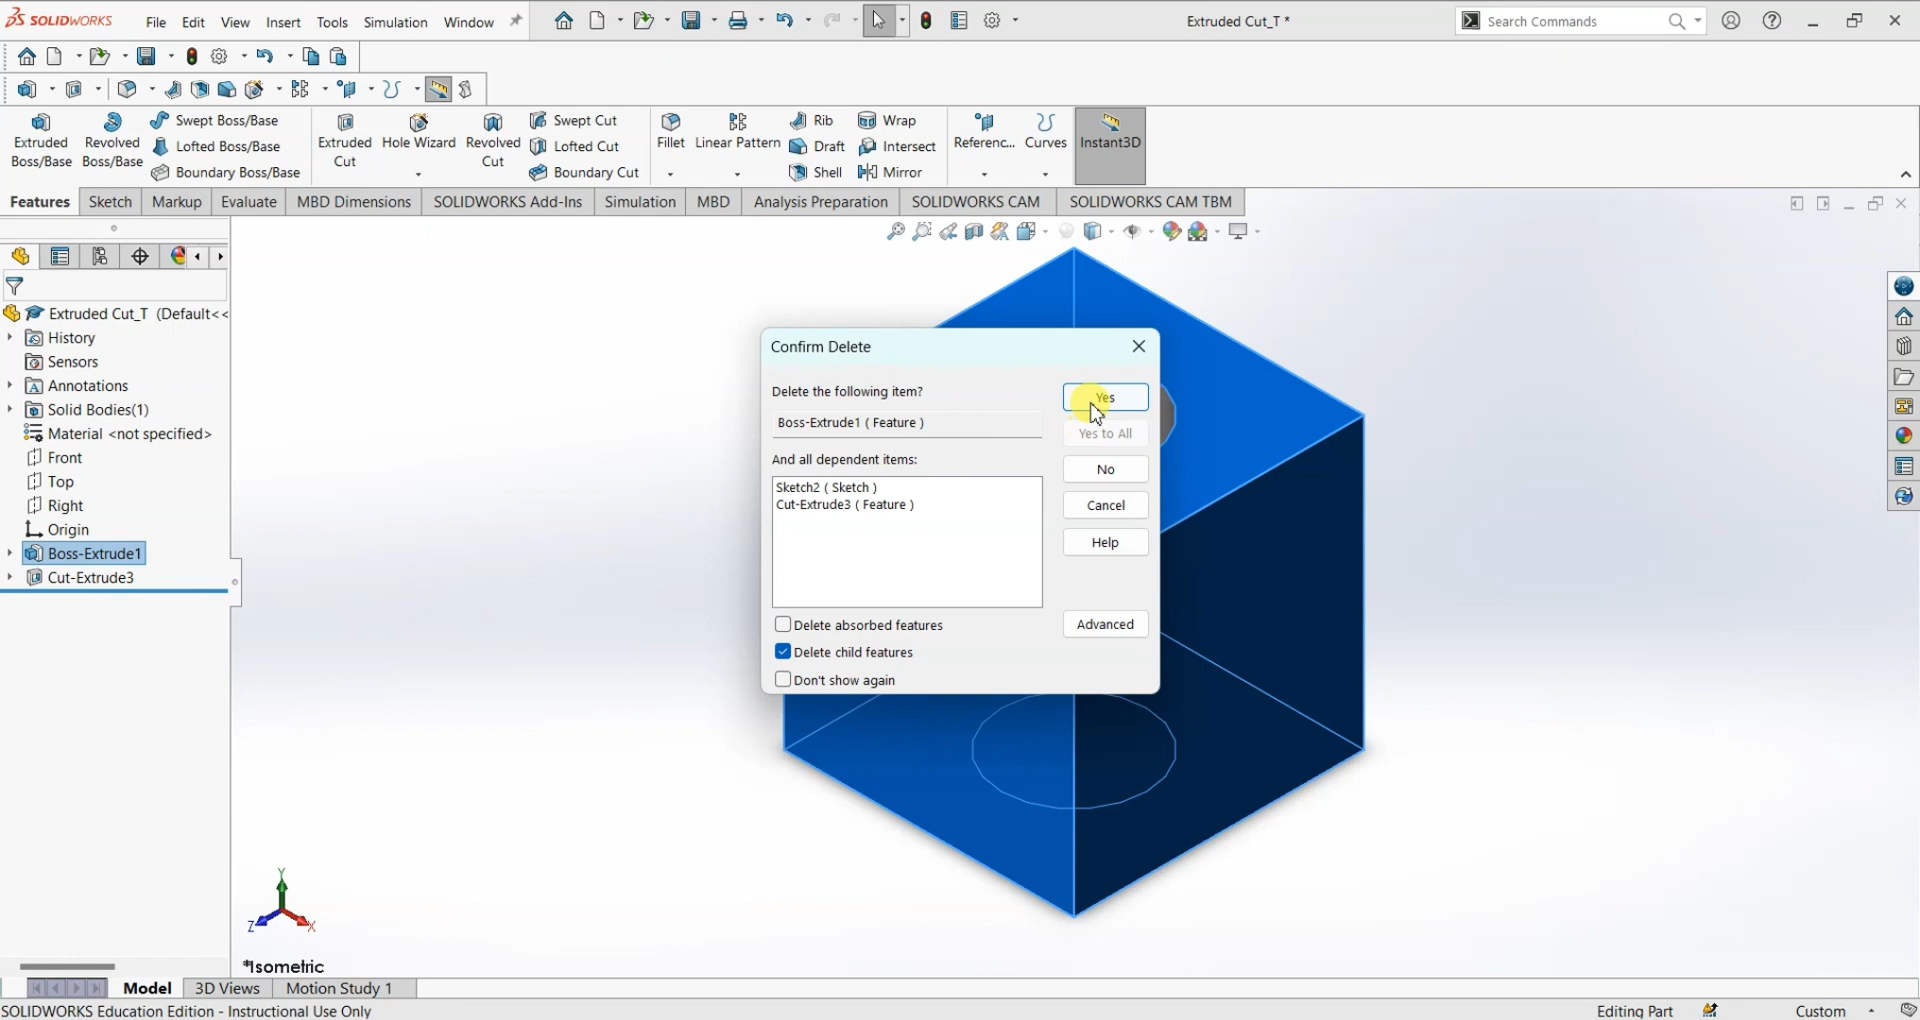 SOLIDWORKS File Edit View Insert Tools Simulation Window Extruded Cut_T * Search Commands
Extruded Boss/Base
Revolved Boss/Base
Swept Boss/Base
Lofted Boss/Base
Boundary Boss/Base
Extruded Cut
Hole Wizard
Revolved Cut
Swept Cut
Lofted Cut
Boundary Cut
Fillet
Linear Pattern
Rib
Draft
Shell
Wrap
Intersect
Mirror
Referenc...
Curves
Instant3D
Features Sketch Markup Evaluate MBD Dimensions SOLIDWORKS Add-Ins Simulation MBD Analysis Preparation SOLIDWORKS CAM SOLIDWORKS CAM TBM
Extruded Cut_T (Default<<
History
Sensors
Annotations
Solid Bodies(1)
Material <not specified>
Front
Top
Right
Origin
Boss-Extrude1
Cut-Extrude3
Confirm Delete
Delete the following item?
Boss-Extrude1 ( Feature )
And all dependent items:
Sketch2 ( Sketch )
Cut-Extrude3 ( Feature )
Delete absorbed features
Delete child features
Don't show again
Yes
Yes to All
No
Cancel
Help
Advanced
Y
Z
X
*Isometric
Model 3D Views Motion Study 1
SOLIDWORKS Education Edition - Instructional Use Only Editing Part Custom